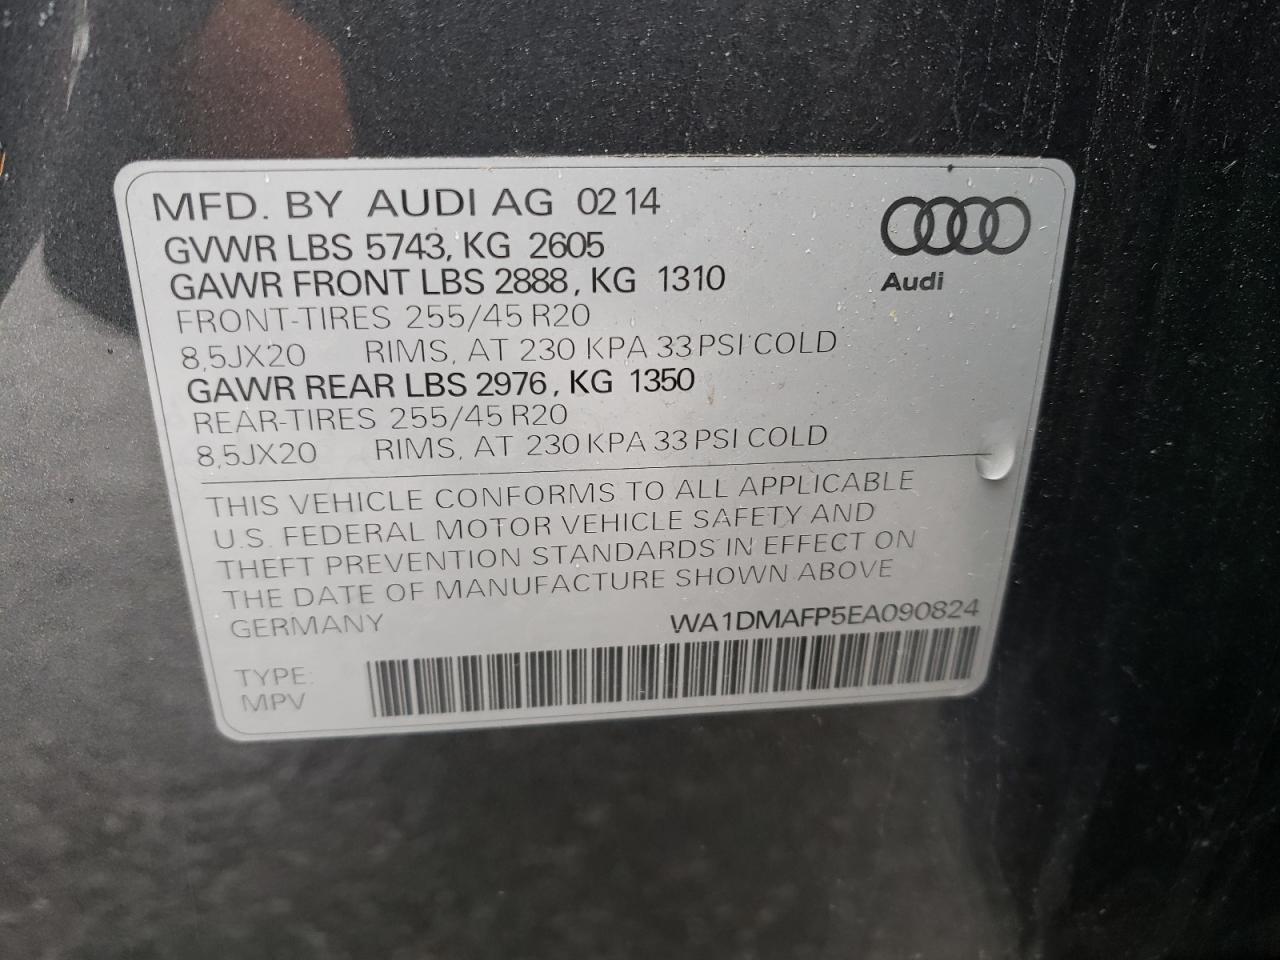 MFD. BY AUDI AG 02 14
GVWR LBS 5743, KG 2605
GAWR FRONT LBS 2888, KG 1310
FRONT-TIRES 255/45 R20
8,5JX20 RIMS, AT 230 KPA 33 PSI COLD
GAWR REAR LBS 2976, KG 1350
REAR-TIRES 255/45 R20
8,5JX20 RIMS, AT 230 KPA 33 PSI COLD
Audi
THIS VEHICLE CONFORMS TO ALL APPLICABLE
U.S. FEDERAL MOTOR VEHICLE SAFETY AND
THEFT PREVENTION STANDARDS IN EFFECT ON
THE DATE OF MANUFACTURE SHOWN ABOVE
GERMANY WA1DMAFP5EA090824
TYPE:
MPV